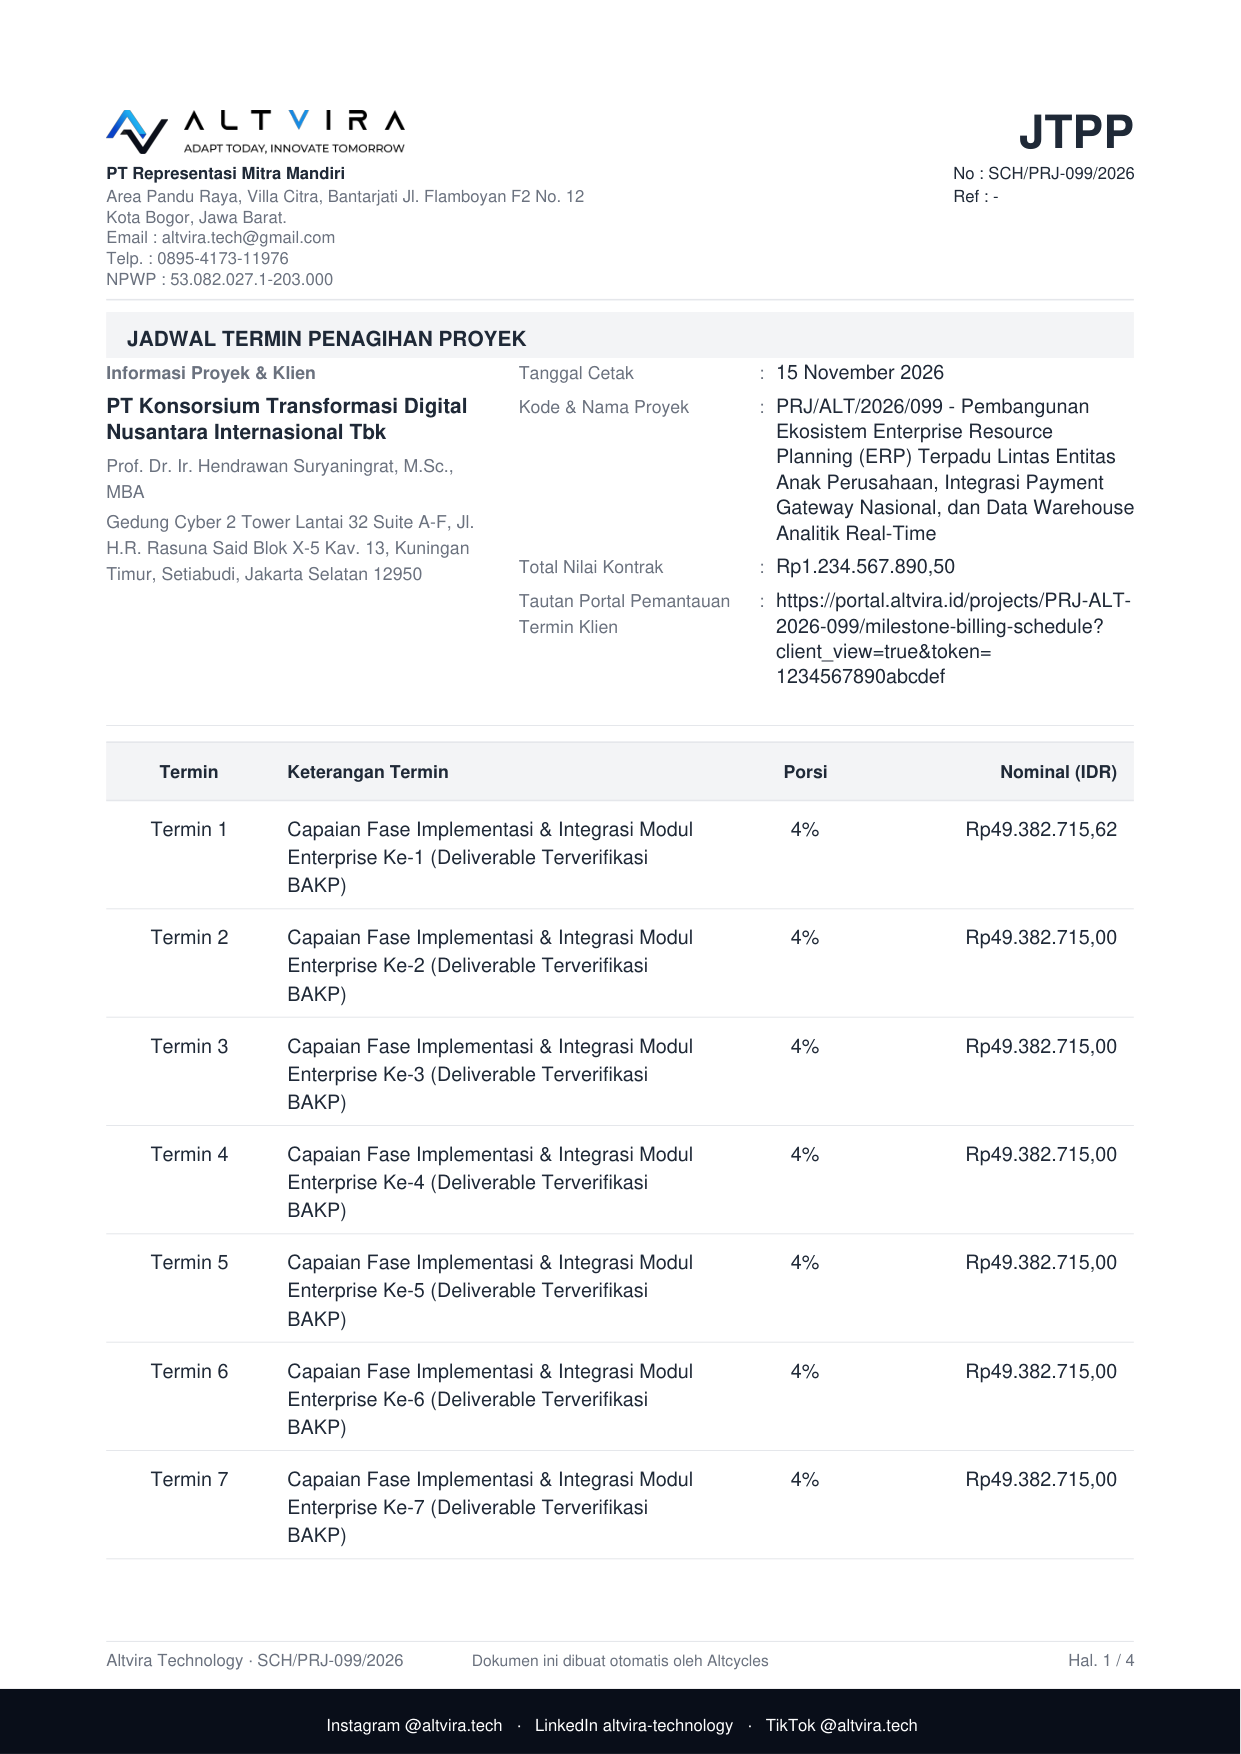 ALTVIRA
ADAPT TODAY, INNOVATE TOMORROW
JTPP
PT Representasi Mitra Mandiri
No : SCH/PRJ-099/2026
Area Pandu Raya, Villa Citra, Bantarjati Jl. Flamboyan F2 No. 12
Ref : -
Kota Bogor, Jawa Barat.
Email : altvira.tech@gmail.com
Telp. : 0895-4173-11976
NPWP : 53.082.027.1-203.000
JADWAL TERMIN PENAGIHAN PROYEK
Informasi Proyek & Klien
PT Konsorsium Transformasi Digital
Nusantara Internasional Tbk
Prof. Dr. Ir. Hendrawan Suryaningrat, M.Sc.,
MBA
Gedung Cyber 2 Tower Lantai 32 Suite A-F, Jl.
H.R. Rasuna Said Blok X-5 Kav. 13, Kuningan
Timur, Setiabudi, Jakarta Selatan 12950
Tanggal Cetak : 15 November 2026
Kode & Nama Proyek : PRJ/ALT/2026/099 - Pembangunan
Ekosistem Enterprise Resource
Planning (ERP) Terpadu Lintas Entitas
Anak Perusahaan, Integrasi Payment
Gateway Nasional, dan Data Warehouse
Analitik Real-Time
Total Nilai Kontrak : Rp1.234.567.890,50
Tautan Portal Pemantauan : https://portal.altvira.id/projects/PRJ-ALT-
Termin Klien 2026-099/milestone-billing-schedule?
client_view=true&token=
1234567890abcdef
Termin Keterangan Termin Porsi Nominal (IDR)
Termin 1 Capaian Fase Implementasi & Integrasi Modul 4% Rp49.382.715,62
Enterprise Ke-1 (Deliverable Terverifikasi
BAKP)
Termin 2 Capaian Fase Implementasi & Integrasi Modul 4% Rp49.382.715,00
Enterprise Ke-2 (Deliverable Terverifikasi
BAKP)
Termin 3 Capaian Fase Implementasi & Integrasi Modul 4% Rp49.382.715,00
Enterprise Ke-3 (Deliverable Terverifikasi
BAKP)
Termin 4 Capaian Fase Implementasi & Integrasi Modul 4% Rp49.382.715,00
Enterprise Ke-4 (Deliverable Terverifikasi
BAKP)
Termin 5 Capaian Fase Implementasi & Integrasi Modul 4% Rp49.382.715,00
Enterprise Ke-5 (Deliverable Terverifikasi
BAKP)
Termin 6 Capaian Fase Implementasi & Integrasi Modul 4% Rp49.382.715,00
Enterprise Ke-6 (Deliverable Terverifikasi
BAKP)
Termin 7 Capaian Fase Implementasi & Integrasi Modul 4% Rp49.382.715,00
Enterprise Ke-7 (Deliverable Terverifikasi
BAKP)
Altvira Technology · SCH/PRJ-099/2026 Dokumen ini dibuat otomatis oleh Altcycles Hal. 1 / 4
Instagram @altvira.tech · LinkedIn altvira-technology · TikTok @altvira.tech